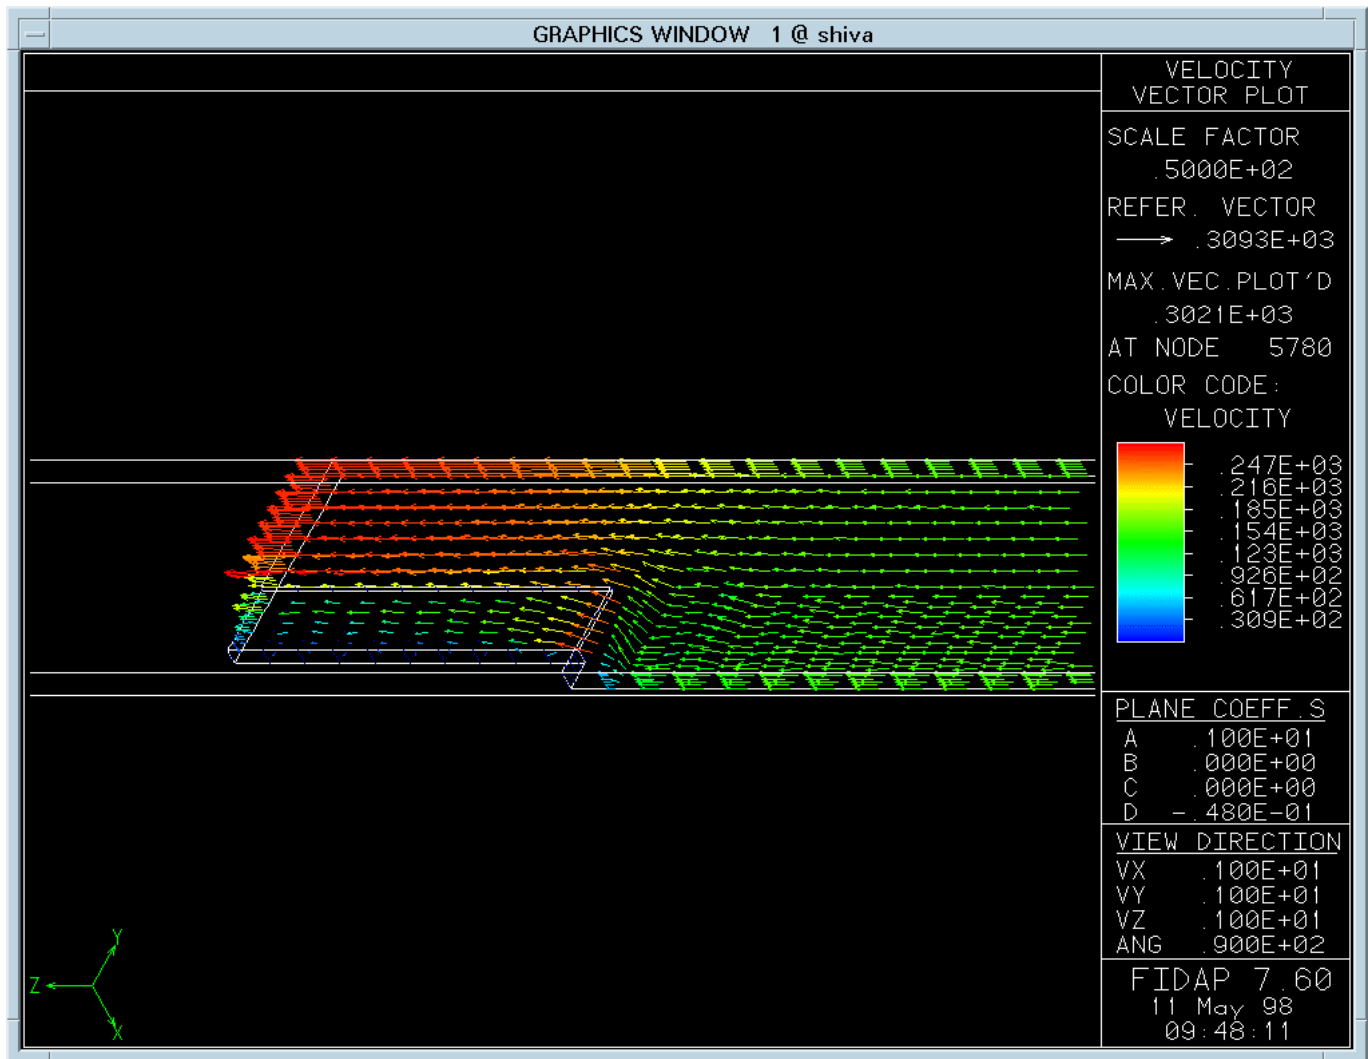 GRAPHICS WINDOW 1 @ shiva
VELOCITY
VECTOR PLOT
SCALE FACTOR
.5000E+02
REFER. VECTOR
.3093E+03
MAX.VEC.PLOT'D
.3021E+03
AT NODE 5780
COLOR CODE:
VELOCITY
.247E+03
.216E+03
.185E+03
.154E+03
.123E+03
.926E+02
.617E+02
.309E+02
PLANE COEFF.S
A .100E+01
B .000E+00
C .000E+00
D -.480E-01
VIEW DIRECTION
VX .100E+01
VY .100E+01
VZ .100E+01
ANG .900E+02
FIDAP 7.60
11 May 98
09:48:11
Y
Z
X